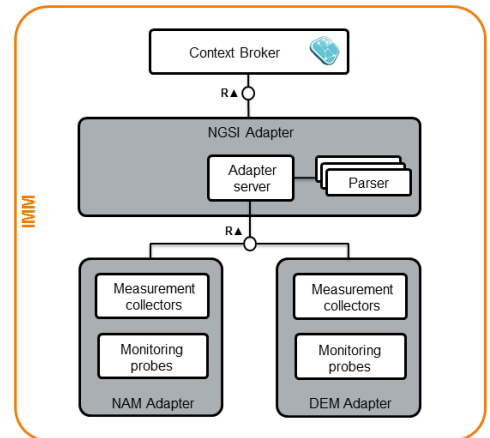 Context Broker
R▲
NGSI Adapter
Adapter
server
Parser
IMM
R▲
Measurement
collectors
Monitoring
probes
NAM Adapter
Measurement
collectors
Monitoring
probes
DEM Adapter